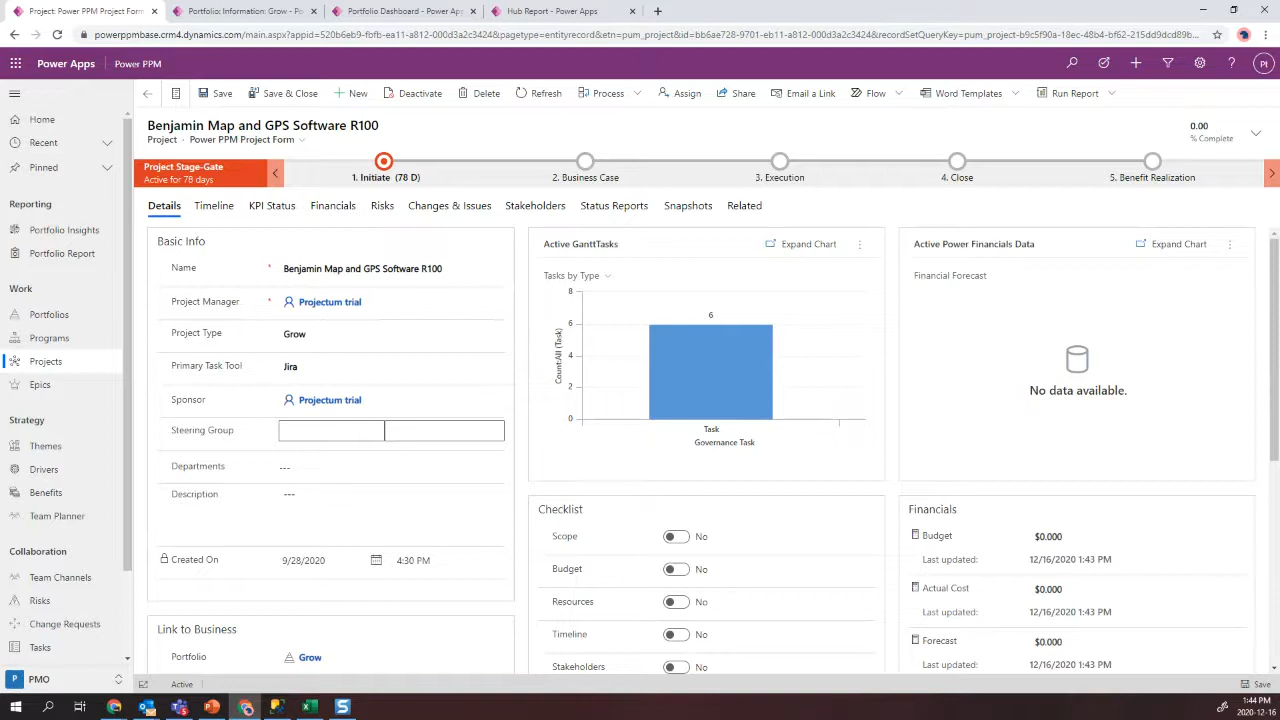 Project: Power PPM Project Form
Portfolio: Information: Grow - Po
Portfolio Dashboard - Power Ap
Hub Report - Power Apps
powerppmbase.crm4.dynamics.com/main.aspx?appid=520b6eb9-fbfb-ea11-a812-000d3a2c3424&pagetype=entityrecord&etn=pum_project&id=bb6ae728-9701-eb11-a812-000d3a2c3424&recordSetQueryKey=pum_project-b9c5f90a-18ec-48b4-bf62-215dd9dcd89b...
Power Apps
Power PPM
PI
Save
Save & Close
New
Deactivate
Delete
Refresh
Process
Assign
Share
Email a Link
Flow
Word Templates
Run Report
Home
Recent
Pinned
Reporting
Portfolio Insights
Portfolio Report
Work
Portfolios
Programs
Projects
Epics
Strategy
Themes
Drivers
Benefits
Team Planner
Collaboration
Team Channels
Risks
Change Requests
Tasks
P PMO
Benjamin Map and GPS Software R100
Project · Power PPM Project Form
0.00
% Complete
Project Stage-Gate
Active for 78 days
1. Initiate (78 D)
2. Business Case
3. Execution
4. Close
5. Benefit Realization
Details
Timeline
KPI Status
Financials
Risks
Changes & Issues
Stakeholders
Status Reports
Snapshots
Related
Basic Info
Name * Benjamin Map and GPS Software R100
Project Manager * Projectum trial
Project Type Grow
Primary Task Tool Jira
Sponsor Projectum trial
Steering Group
Departments ---
Description ---
Created On 9/28/2020 4:30 PM
Link to Business
Portfolio Grow
Active GanttTasks
Expand Chart
Tasks by Type
Count:All (Task)
8
6
4
2
0
6
Task
Governance Task
Active Power Financials Data
Expand Chart
Financial Forecast
No data available.
Checklist
Scope No
Budget No
Resources No
Timeline No
Stakeholders No
Financials
Budget $0.000
Last updated: 12/16/2020 1:43 PM
Actual Cost $0.000
Last updated: 12/16/2020 1:43 PM
Forecast $0.000
Last updated: 12/16/2020 1:43 PM
Active
Save
1:44 PM
2020-12-16